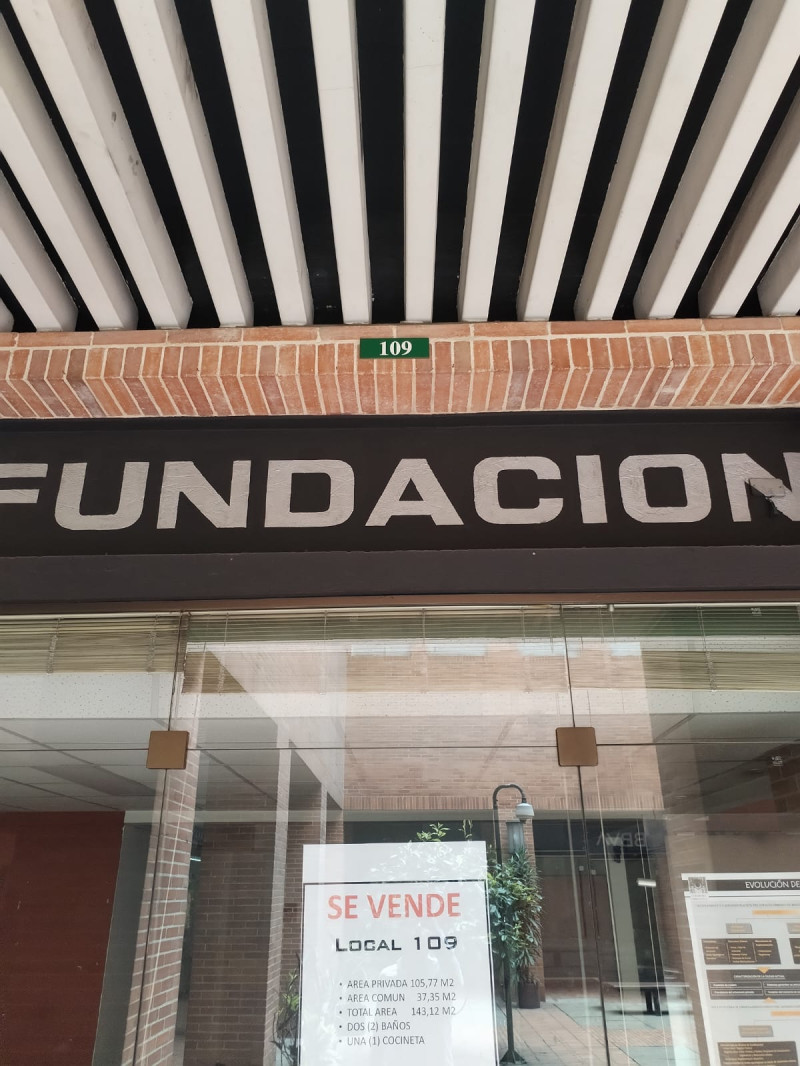 109
FUNDACION
SE VENDE
LOCAL 109
• AREA PRIVADA 105,77 M2
• AREA COMUN 37,35 M2
• TOTAL AREA 143,12 M2
• DOS (2) BAÑOS
• UNA (1) COCINETA
BBVA
EVOLUCIÓN DE